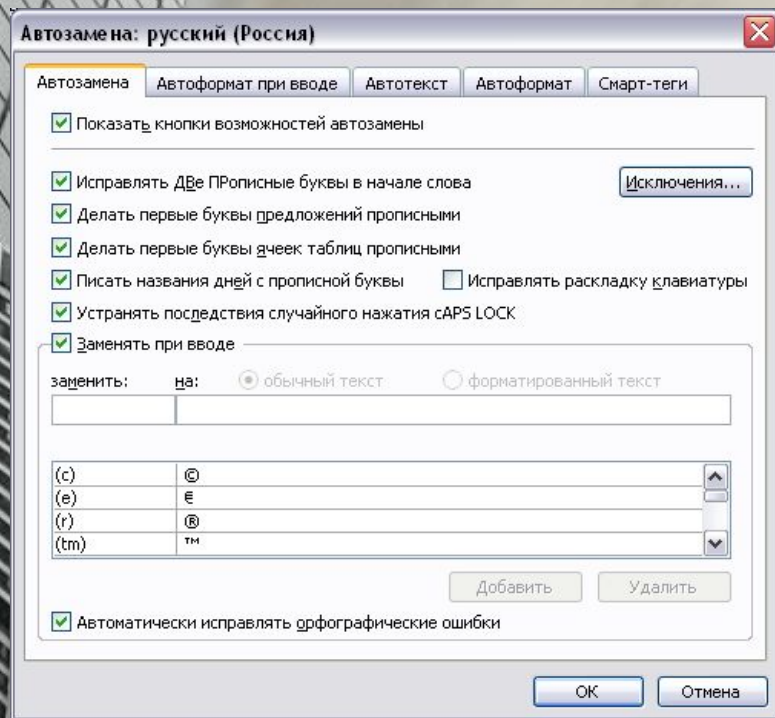 Автозамена: русский (Россия)
Автозамена Автоформат при вводе Автотекст Автоформат Смарт-теги
Показать кнопки возможностей автозамены
Исправлять ДВе ПРописные буквы в начале слова Исключения...
Делать первые буквы предложений прописными
Делать первые буквы ячеек таблиц прописными
Писать названия дней с прописной буквы Исправлять раскладку клавиатуры
Устранять последствия случайного нажатия cAPS LOCK
Заменять при вводе
заменить: на: обычный текст форматированный текст
(c) ©
(e) €
(r) ®
(tm) ™
Добавить Удалить
Автоматически исправлять орфографические ошибки
ОК Отмена